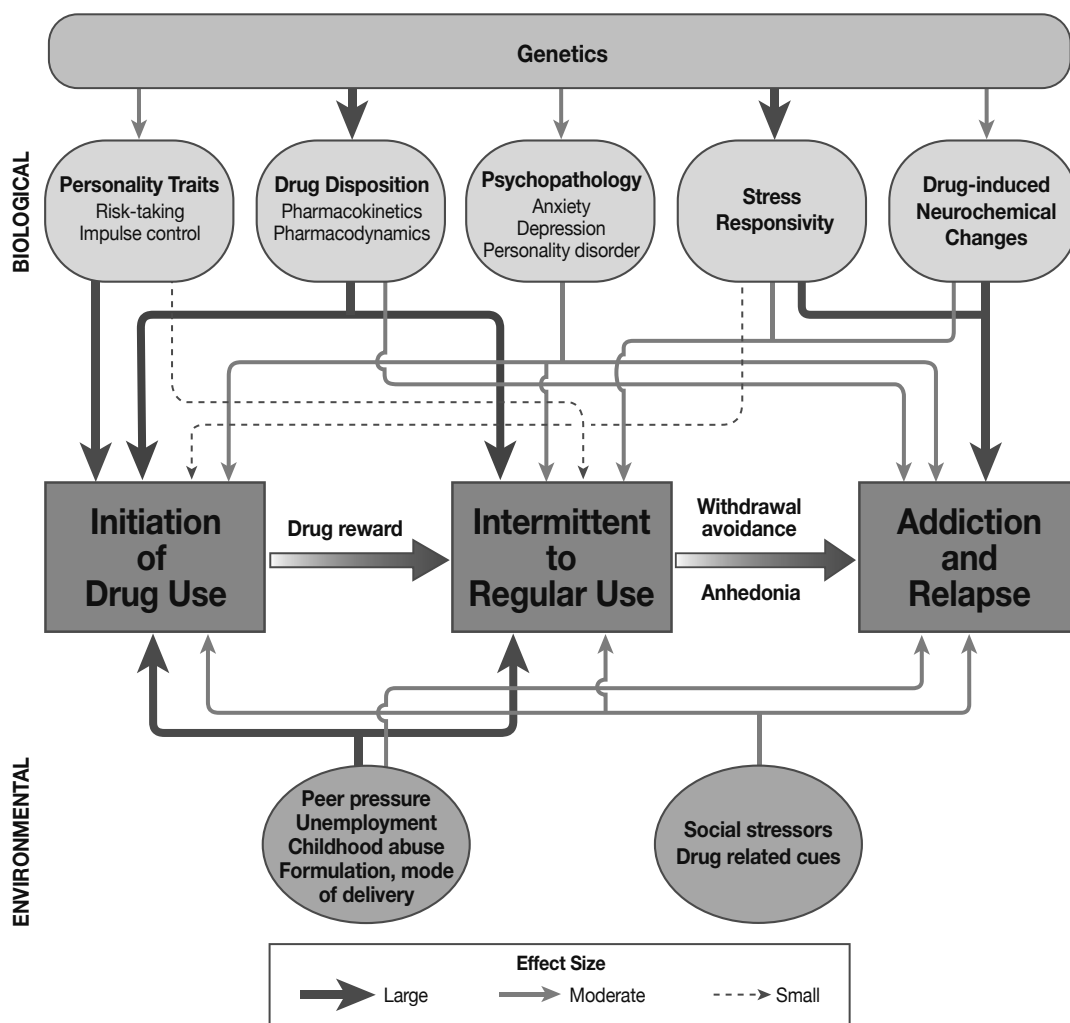 Genetics
BIOLOGICAL
Personality Traits
Risk-taking
Impulse control
Drug Disposition
Pharmacokinetics
Pharmacodynamics
Psychopathology
Anxiety
Depression
Personality disorder
Stress
Responsivity
Drug-induced
Neurochemical
Changes
Initiation
of
Drug Use
Drug reward
Intermittent
to
Regular Use
Withdrawal
avoidance
Anhedonia
Addiction
and
Relapse
ENVIRONMENTAL
Peer pressure
Unemployment
Childhood abuse
Formulation, mode
of delivery
Social stressors
Drug related cues
Effect Size
Large
Moderate
Small